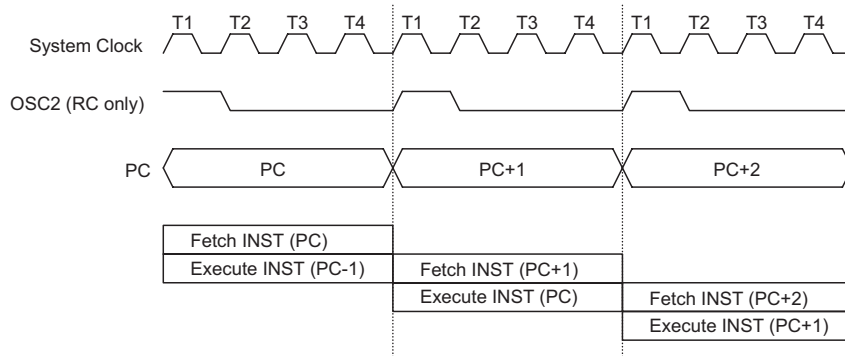 T1 T2 T3 T4 T1 T2 T3 T4 T1 T2 T3 T4
System Clock
OSC2 (RC only)
PC PC PC+1 PC+2
Fetch INST (PC)
Execute INST (PC-1) Fetch INST (PC+1)
Execute INST (PC) Fetch INST (PC+2)
Execute INST (PC+1)